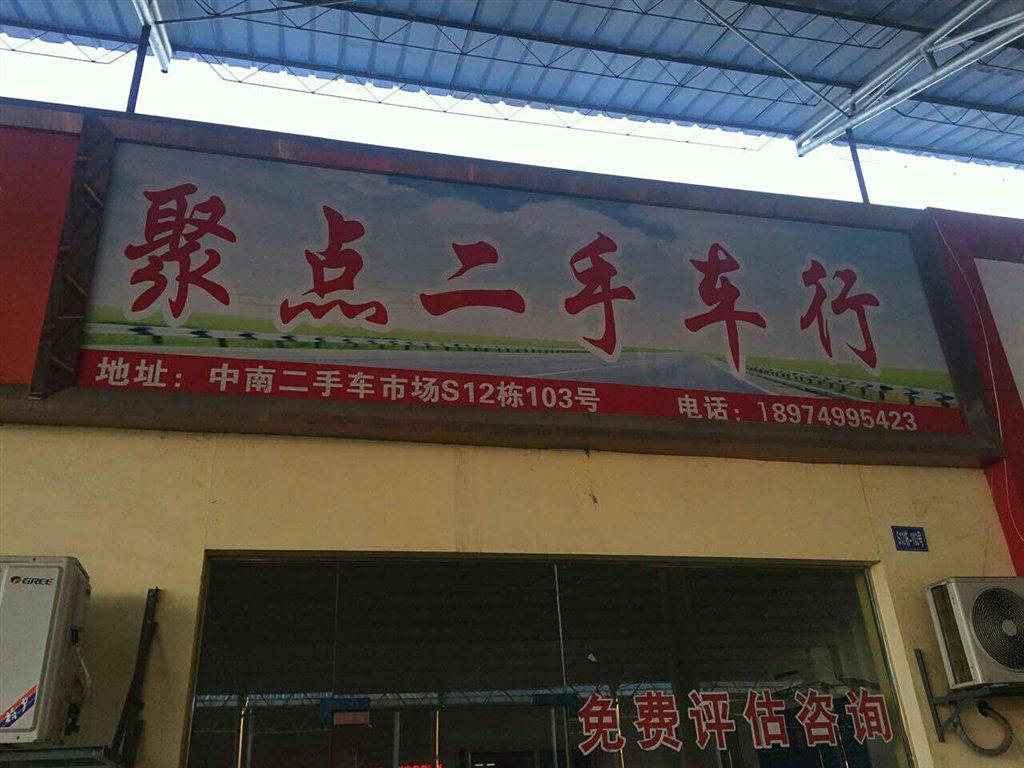 聚点二手车行
地址：中南二手车市场S12栋103号
电话：18974995423
GREE
免费评估咨询